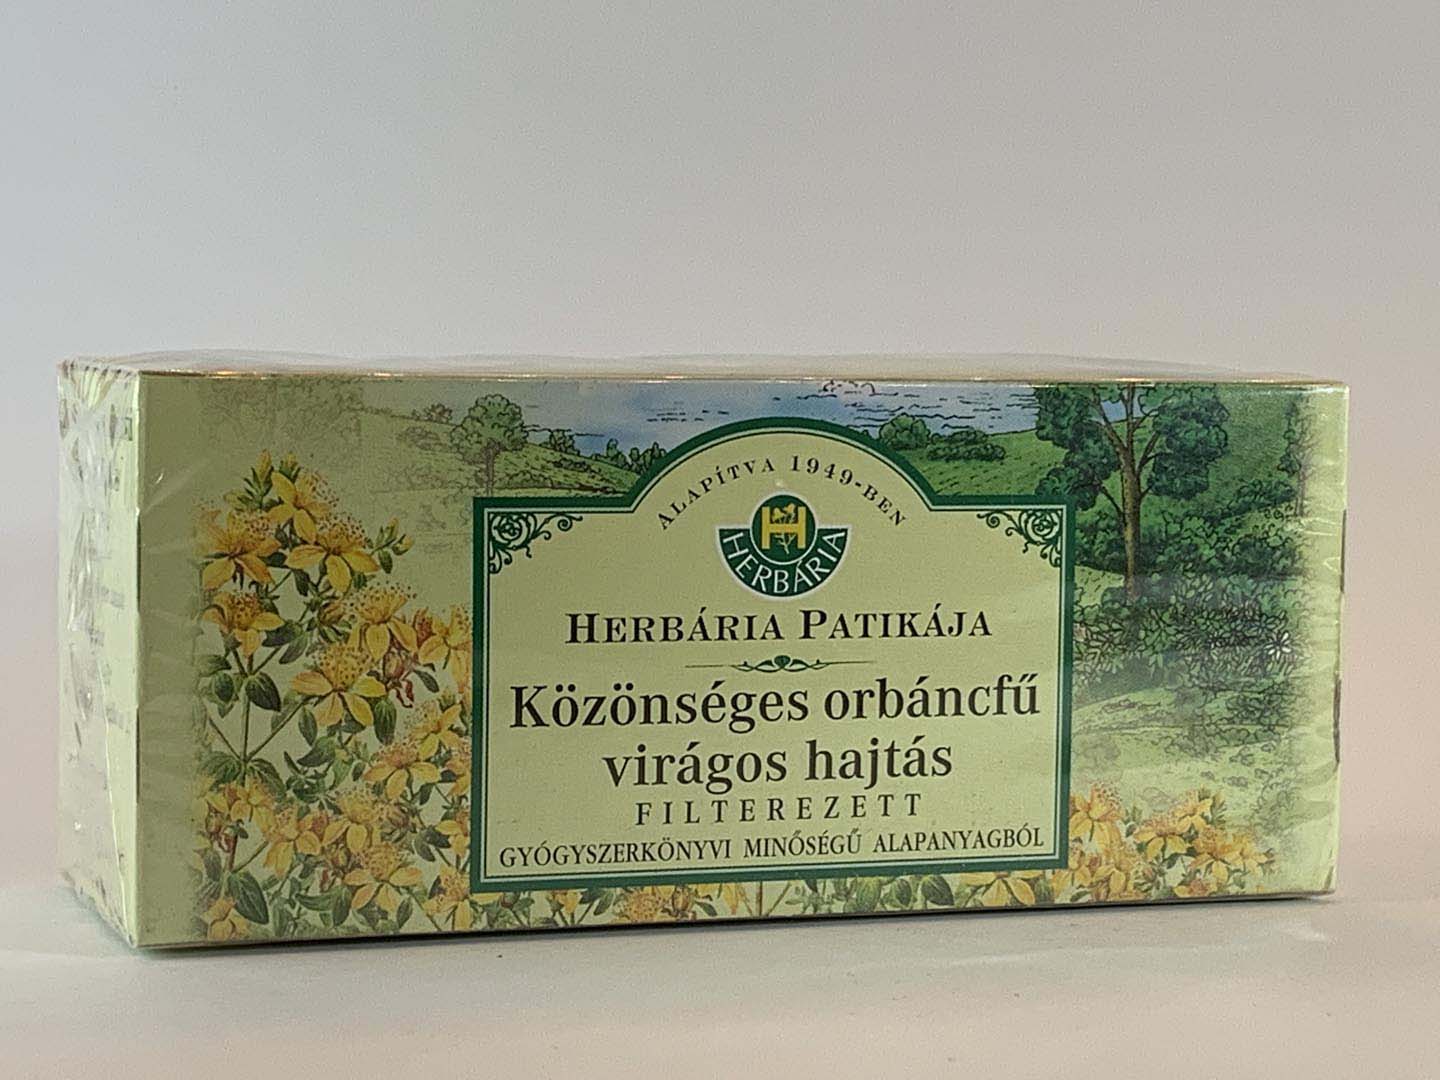 ALAPÍTVA 1949-BEN
HERBÁRIA
HERBÁRIA PATIKÁJA
Közönséges orbáncfű
virágos hajtás
FILTEREZETT
GYÓGYSZERKÖNYVI MINŐSÉGŰ ALAPANYAGBÓL